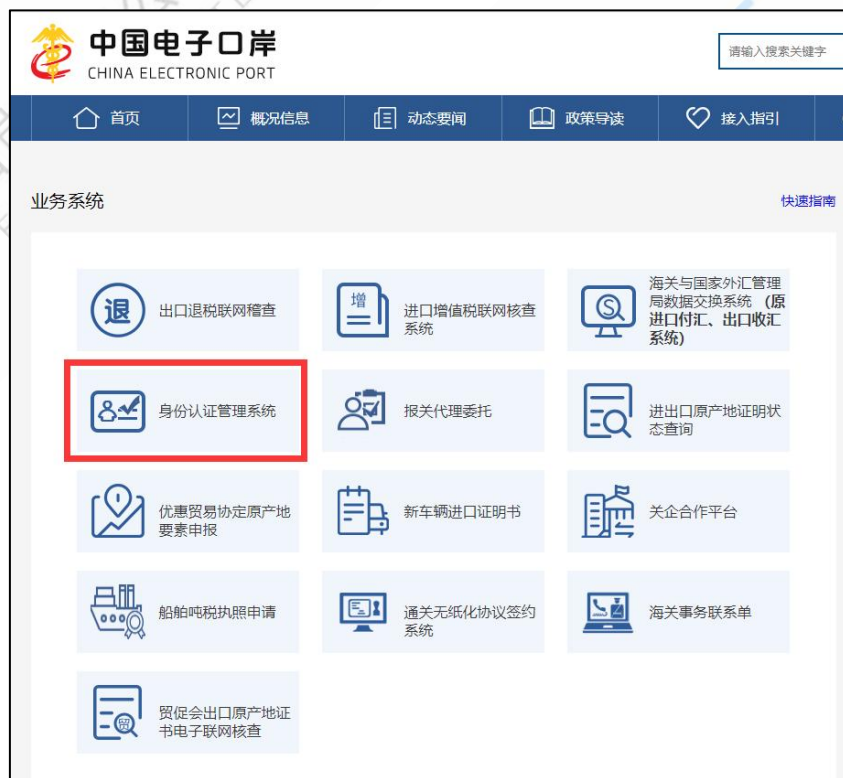 中国电子口岸
CHINA ELECTRONIC PORT
请输入搜索关键字
首页 概况信息 动态要闻 政策导读 接入指引
业务系统 快速指南
退
出口退税联网稽查
增
进口增值税联网核查
系统
海关与国家外汇管理
局数据交换系统 (原
进口付汇、出口收汇
系统)
身份认证管理系统
报关代理委托
进出口原产地证明状
态查询
优惠贸易协定原产地
要素申报
新车辆进口证明书
关企合作平台
船舶吨税执照申请
通关无纸化协议签约
系统
海关事务联系单
贸
贸促会出口原产地证
书电子联网核查